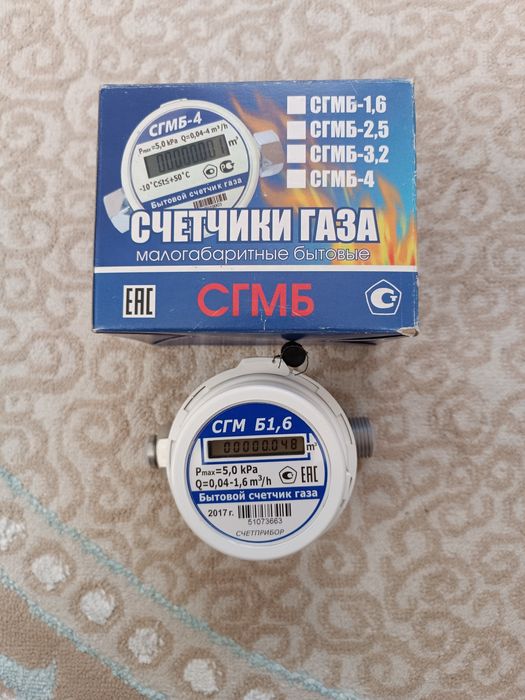 СГМБ-4
Pmax=5,0 kPa Q=0,04-4 m³/h
m³
-10°C≤t≤+50°C
Бытовой счетчик газа
СГМБ-1,6
СГМБ-2,5
СГМБ-3,2
СГМБ-4
СЧЕТЧИКИ ГАЗА
малогабаритные бытовые
EAC
СГМБ
СГМ Б1,6
00000.048 m³
Pmax=5,0 kPa
Q=0,04-1,6 m³/h
EAC
Бытовой счетчик газа
2017 г.
51073663
СЧЕТПРИБОР